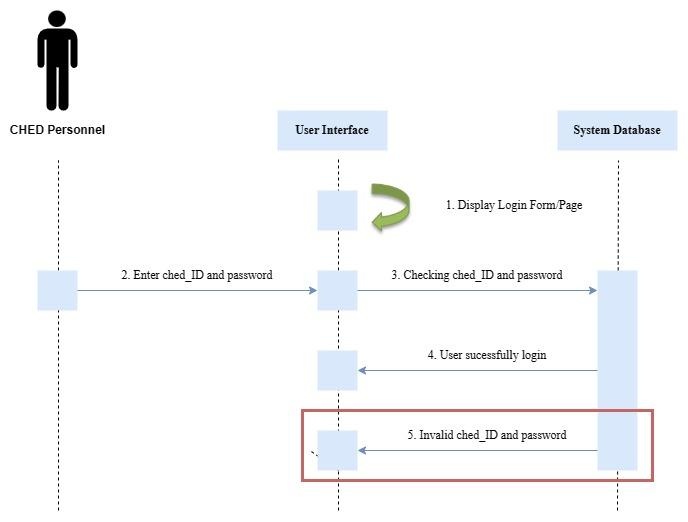 CHED Personnel
User Interface
System Database
1. Display Login Form/Page
2. Enter ched_ID and password
3. Checking ched_ID and password
4. User sucessfully login
5. Invalid ched_ID and password